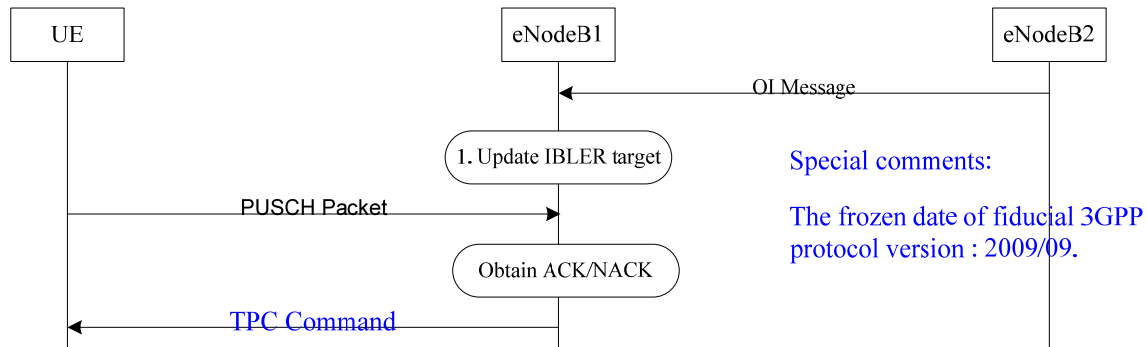 UE
eNodeB1
eNodeB2
OI Message
1. Update IBLER target
Special comments:
PUSCH Packet
The frozen date of fiducial 3GPP
protocol version : 2009/09.
Obtain ACK/NACK
TPC Command